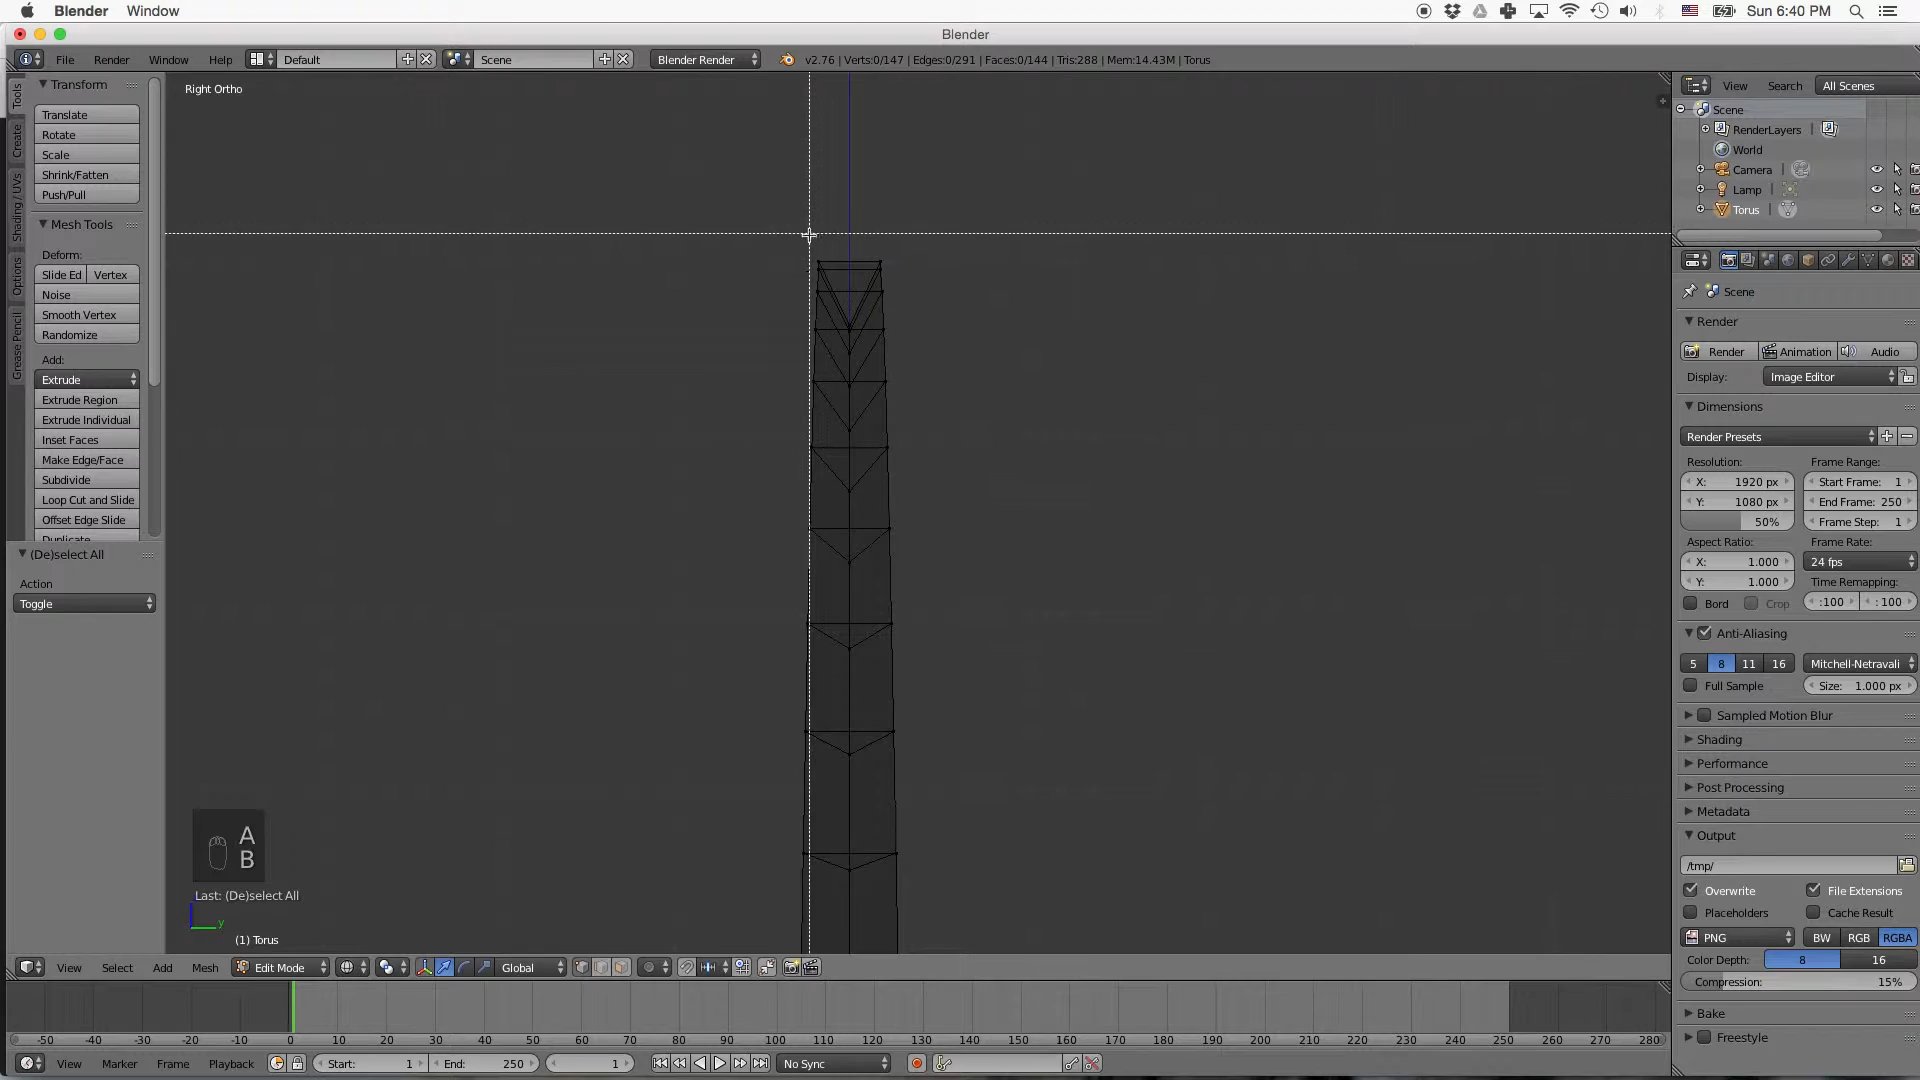 Blender Window Sun 6:40 PM
Blender
File Render Window Help Default Scene Blender Render v2.76 | Verts:0/147 | Edges:0/291 | Faces:0/144 | Tris:288 | Mem:14.43M | Torus
Tools
Create
Shading / UVs
Options
Grease Pencil
Transform
Translate
Rotate
Scale
Shrink/Fatten
Push/Pull
Mesh Tools
Deform:
Slide Ed Vertex
Noise
Smooth Vertex
Randomize
Add:
Extrude
Extrude Region
Extrude Individual
Inset Faces
Make Edge/Face
Subdivide
Loop Cut and Slide
Offset Edge Slide
Duplicate
(De)select All
Action
Toggle
Right Ortho
A
B
Last: (De)select All
y
(1) Torus
View Select Add Mesh Edit Mode Global
View Search All Scenes
Scene
RenderLayers |
World
Camera |
Lamp |
Torus |
Scene
Render
Render Animation Audio
Display: Image Editor
Dimensions
Render Presets
Resolution: Frame Range:
X: 1920 px Start Frame: 1
Y: 1080 px End Frame: 250
50% Frame Step: 1
Aspect Ratio: Frame Rate:
X: 1.000 24 fps
Y: 1.000 Time Remapping:
Bord Crop :100 : 100
Anti-Aliasing
5 8 11 16 Mitchell-Netravali
Full Sample Size: 1.000 px
Sampled Motion Blur
Shading
Performance
Post Processing
Metadata
Output
/tmp/
Overwrite File Extensions
Placeholders Cache Result
PNG BW RGB RGBA
Color Depth: 8 16
Compression: 15%
Bake
Freestyle
-50 -40 -30 -20 -10 0 10 20 30 40 50 60 70 80 90 100 110 120 130 140 150 160 170 180 190 200 210 220 230 240 250 260 270 280
View Marker Frame Playback Start: 1 End: 250 1 No Sync